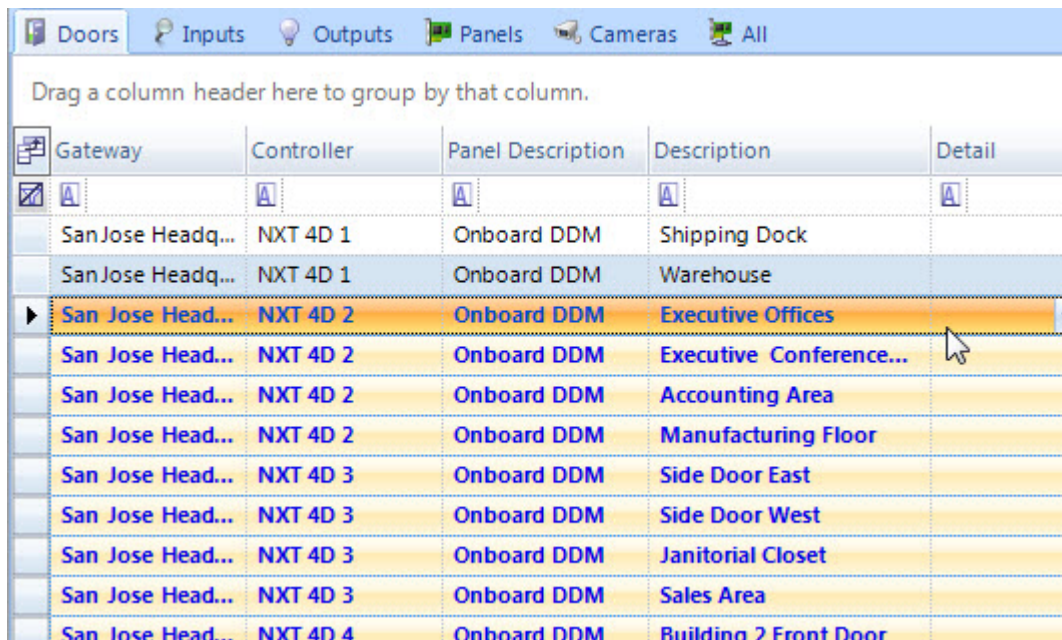 Doors Inputs Outputs Panels Cameras All
Drag a column header here to group by that column.
Gateway Controller Panel Description Description Detail
A A A A A
San Jose Headq... NXT 4D 1 Onboard DDM Shipping Dock
San Jose Headq... NXT 4D 1 Onboard DDM Warehouse
San Jose Head... NXT 4D 2 Onboard DDM Executive Offices
San Jose Head... NXT 4D 2 Onboard DDM Executive Conference...
San Jose Head... NXT 4D 2 Onboard DDM Accounting Area
San Jose Head... NXT 4D 2 Onboard DDM Manufacturing Floor
San Jose Head... NXT 4D 3 Onboard DDM Side Door East
San Jose Head... NXT 4D 3 Onboard DDM Side Door West
San Jose Head... NXT 4D 3 Onboard DDM Janitorial Closet
San Jose Head... NXT 4D 3 Onboard DDM Sales Area
San Jose Head... NXT 4D 4 Onboard DDM Building 2 Front Door